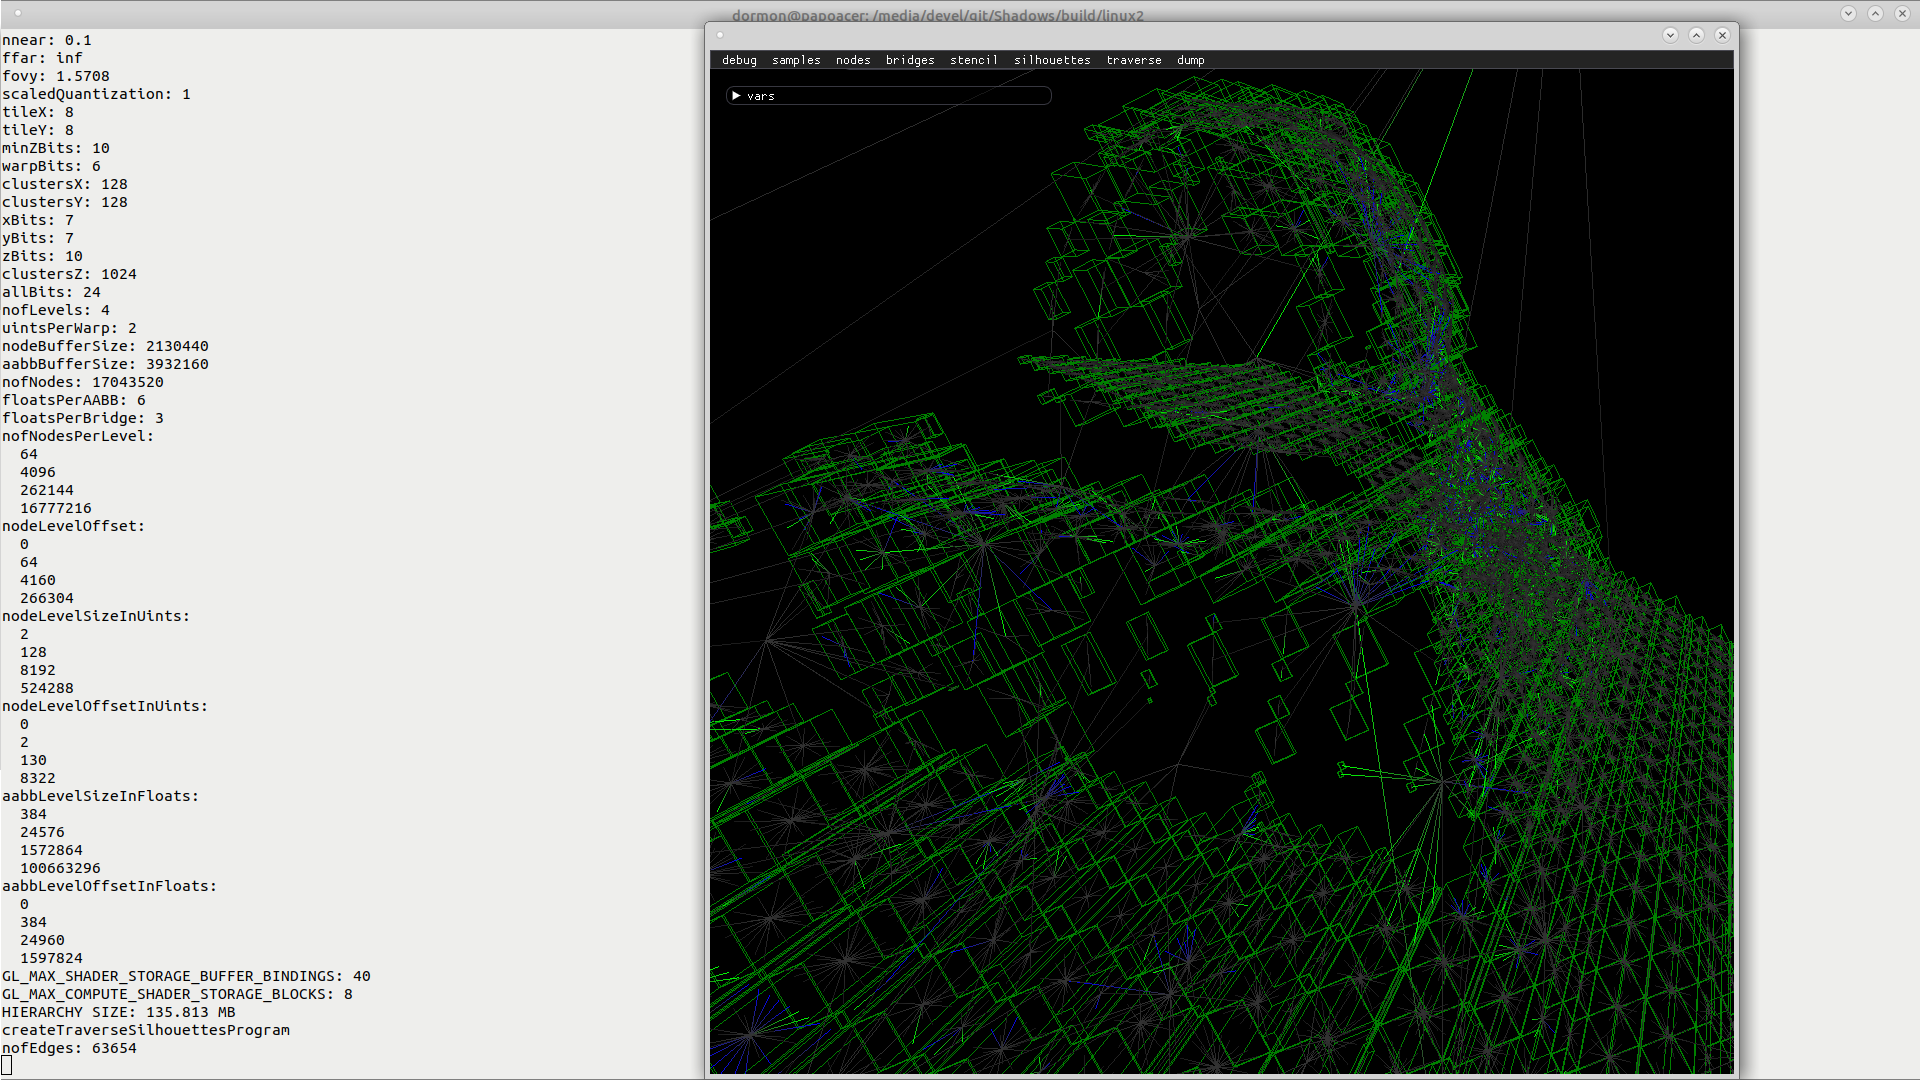 dormon@papoacer: /media/devel/git/Shadows/build/linux2
nnear: 0.1
ffar: inf
fovy: 1.5708
scaledQuantization: 1
tileX: 8
tileY: 8
minZBits: 10
warpBits: 6
clustersX: 128
clustersY: 128
xBits: 7
yBits: 7
zBits: 10
clustersZ: 1024
allBits: 24
nofLevels: 4
uintsPerWarp: 2
nodeBufferSize: 2130440
aabbBufferSize: 3932160
nofNodes: 17043520
floatsPerAABB: 6
floatsPerBridge: 3
nofNodesPerLevel:
  64
  4096
  262144
  16777216
nodeLevelOffset:
  0
  64
  4160
  266304
nodeLevelSizeInUints:
  2
  128
  8192
  524288
nodeLevelOffsetInUints:
  0
  2
  130
  8322
aabbLevelSizeInFloats:
  384
  24576
  1572864
  100663296
aabbLevelOffsetInFloats:
  0
  384
  24960
  1597824
GL_MAX_SHADER_STORAGE_BUFFER_BINDINGS: 40
GL_MAX_COMPUTE_SHADER_STORAGE_BLOCKS: 8
HIERARCHY SIZE: 135.813 MB
createTraverseSilhouettesProgram
nofEdges: 63654
debug samples nodes bridges stencil silhouettes traverse dump
vars